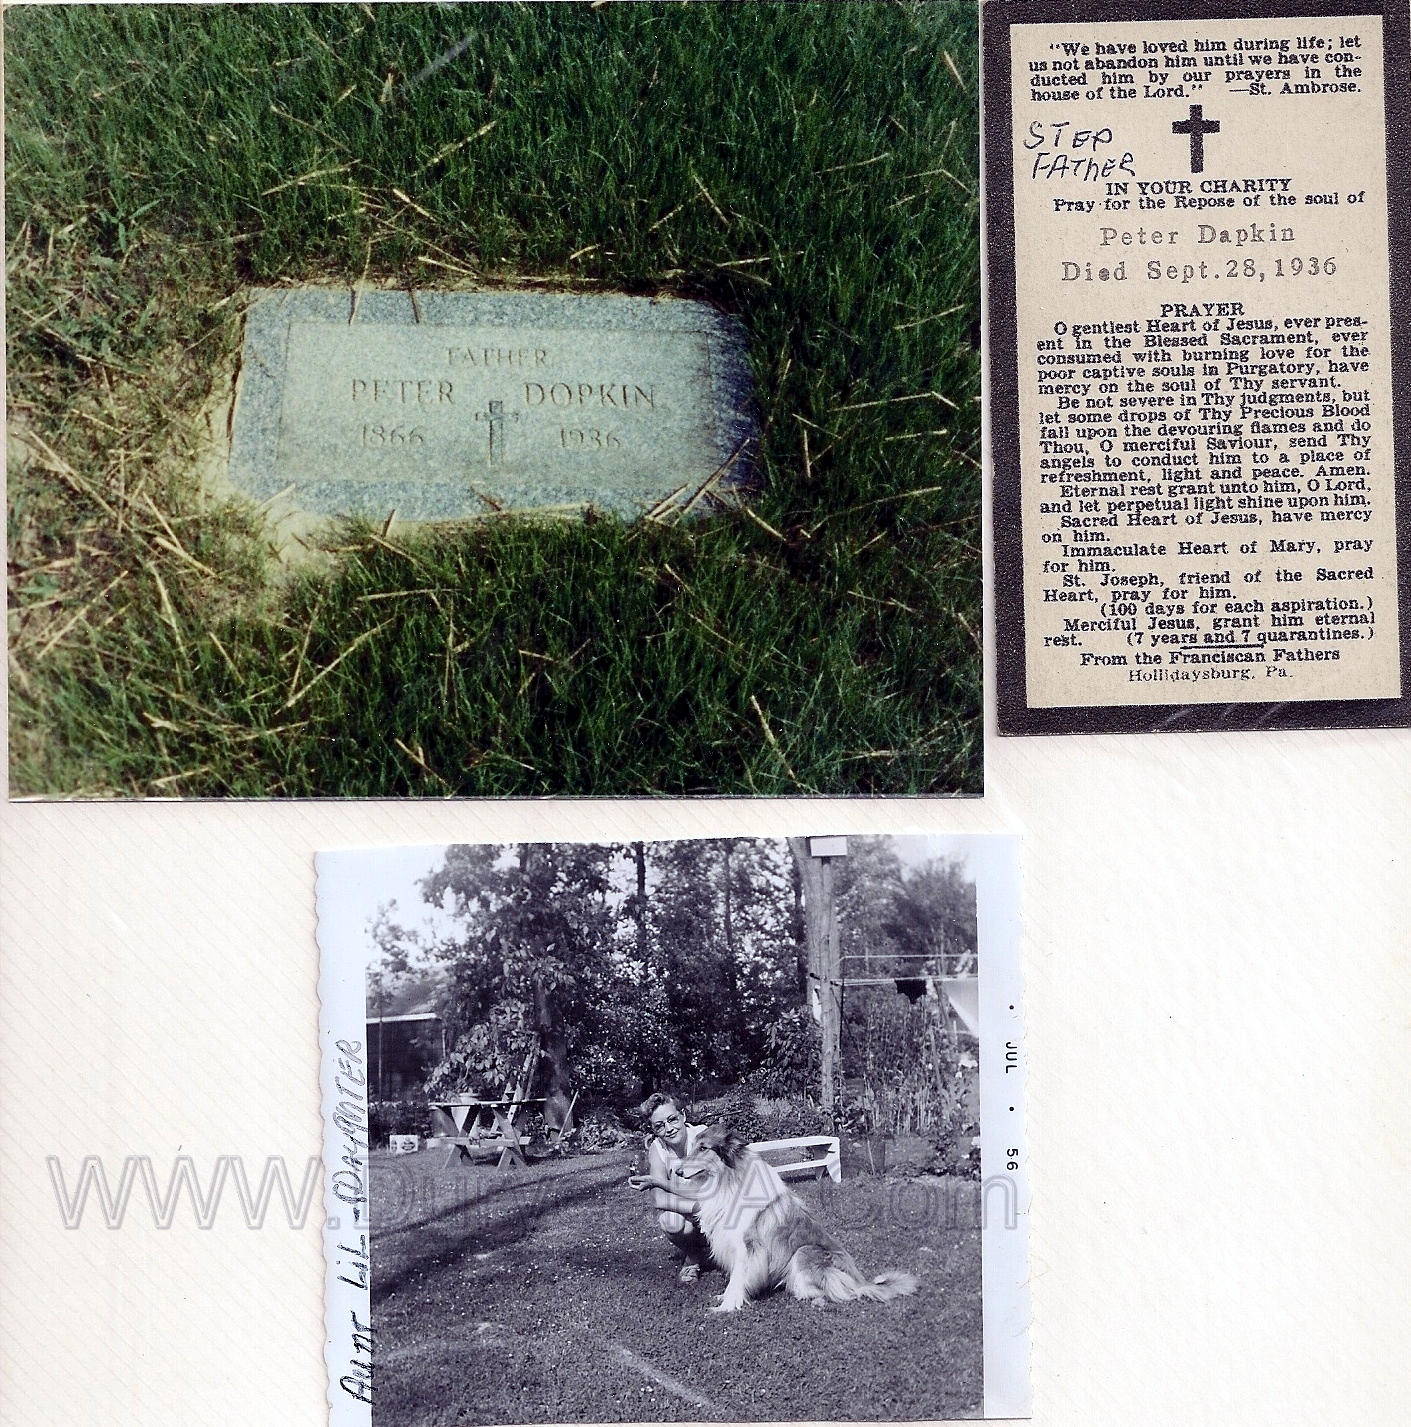 FATHER
PETER DOPKIN
1866 1936
"We have loved him during life; let
us not abandon him until we have con-
ducted him by our prayers in the
house of the Lord." —St. Ambrose.
STEP
FATHER
IN YOUR CHARITY
Pray for the Repose of the soul of
Peter Dapkin
Died Sept.28,1936
PRAYER
O gentlest Heart of Jesus, ever pres-
ent in the Blessed Sacrament, ever
consumed with burning love for the
poor captive souls in Purgatory, have
mercy on the soul of Thy servant.
Be not severe in Thy judgments, but
let some drops of Thy Precious Blood
fall upon the devouring flames and do
Thou, O merciful Saviour, send Thy
angels to conduct him to a place of
refreshment, light and peace. Amen.
Eternal rest grant unto him, O Lord,
and let perpetual light shine upon him.
Sacred Heart of Jesus, have mercy
on him.
Immaculate Heart of Mary, pray
for him.
St. Joseph, friend of the Sacred
Heart, pray for him.
(100 days for each aspiration.)
Merciful Jesus, grant him eternal
rest. (7 years and 7 quarantines.)
From the Franciscan Fathers
Hollidaysburg, Pa.
AUNT LIL-
JUL 56